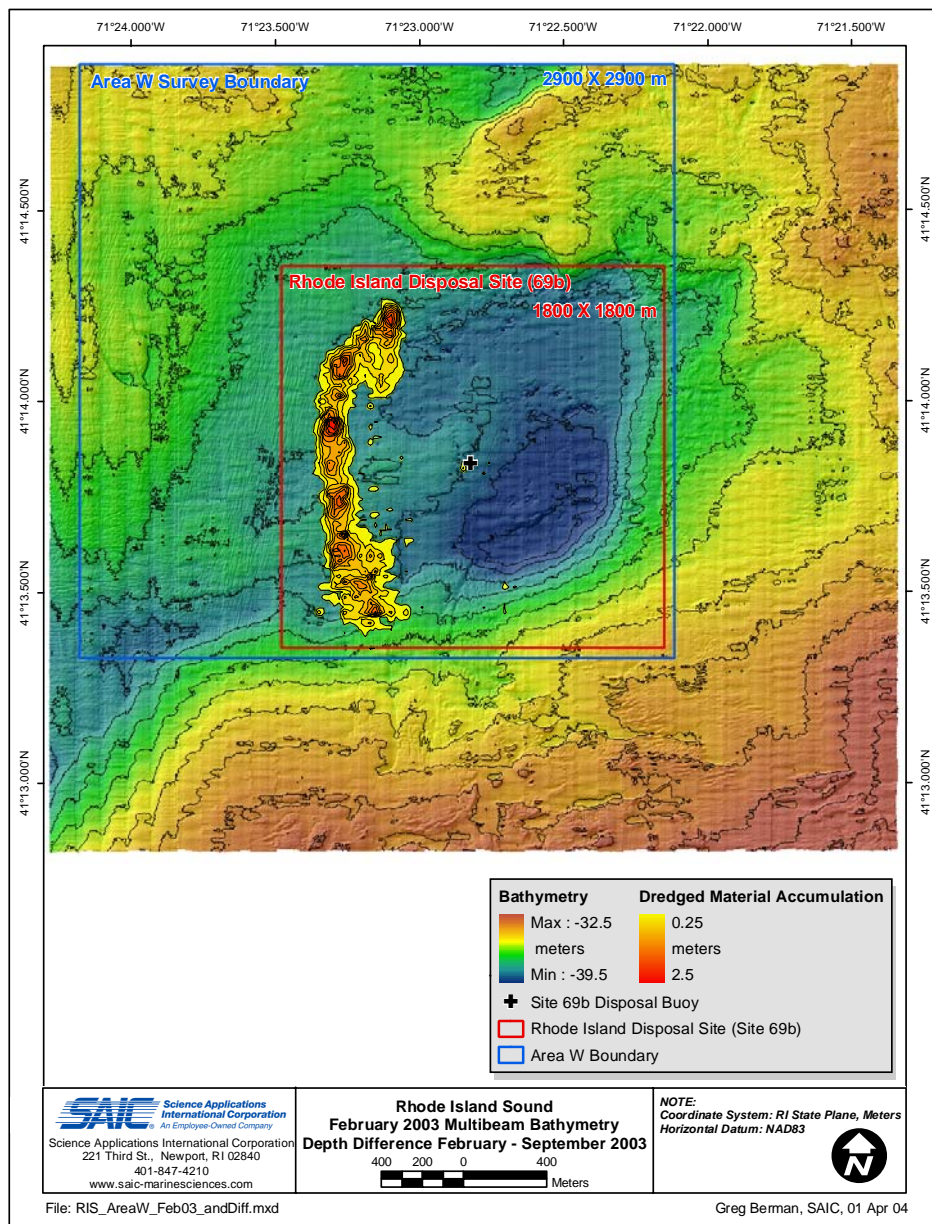 71°24.000'W 71°23.500'W 71°23.000'W 71°22.500'W 71°22.000'W 71°21.500'W
Area W Survey Boundary
2900 X 2900 m
41°14.500'N
41°14.500'N
Rhode Island Disposal Site (69b)
1800 X 1800 m
41°14.000'N
41°14.000'N
41°13.500'N
41°13.500'N
41°13.000'N
41°13.000'N
Bathymetry
Max : -32.5
meters
Min : -39.5
Dredged Material Accumulation
0.25
meters
2.5
Site 69b Disposal Buoy
Rhode Island Disposal Site (Site 69b)
Area W Boundary
SAIC®
Science Applications
International Corporation
An Employee-Owned Company
Science Applications International Corporation
221 Third St., Newport, RI 02840
401-847-4210
www.saic-marinesciences.com
Rhode Island Sound
February 2003 Multibeam Bathymetry
Depth Difference February - September 2003
400 200 0 400
Meters
NOTE:
Coordinate System: RI State Plane, Meters
Horizontal Datum: NAD83
N
File: RIS_AreaW_Feb03_andDiff.mxd
Greg Berman, SAIC, 01 Apr 04